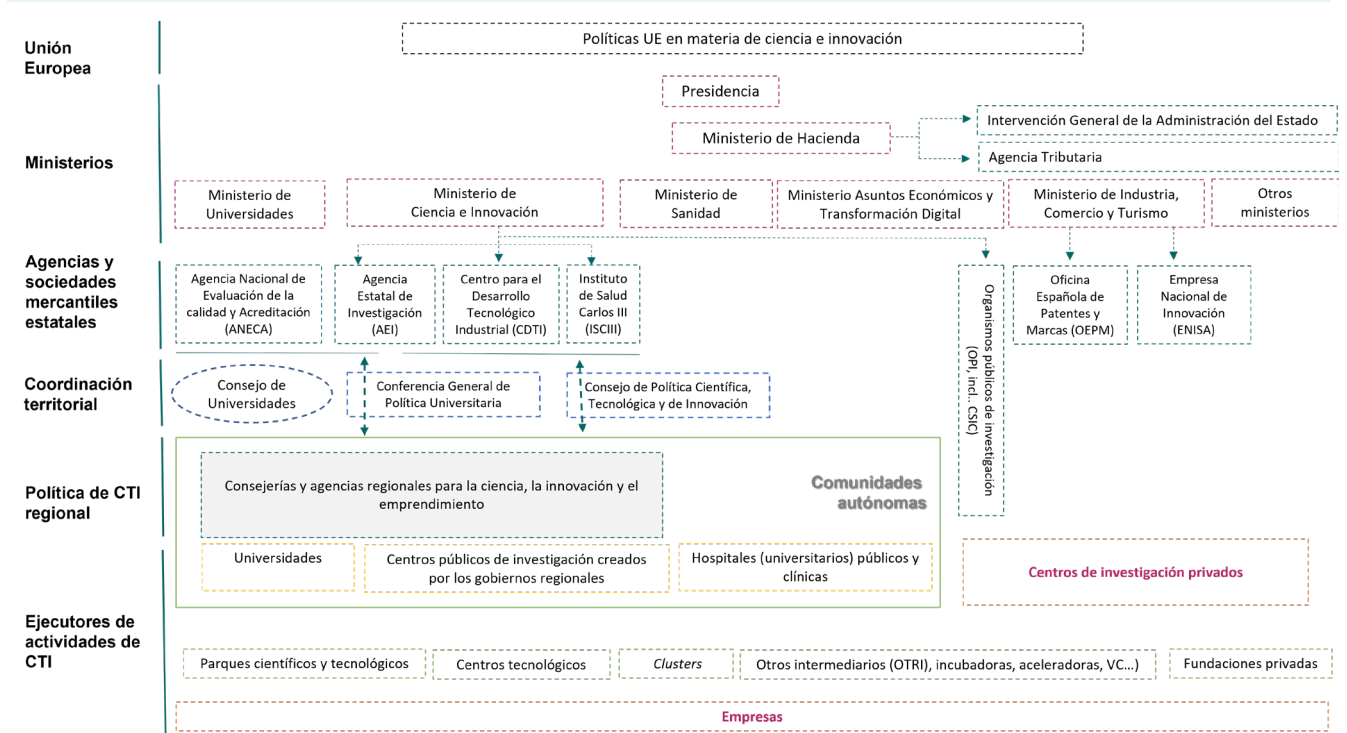 Unión
Europea
Políticas UE en materia de ciencia e innovación
Ministerios
Presidencia
Ministerio de Hacienda
Intervención General de la Administración del Estado
Agencia Tributaria
Ministerio de
Universidades
Ministerio de
Ciencia e Innovación
Ministerio de
Sanidad
Ministerio Asuntos Económicos y
Transformación Digital
Ministerio de Industria,
Comercio y Turismo
Otros
ministerios
Agencias y
sociedades
mercantiles
estatales
Agencia Nacional de
Evaluación de la
calidad y Acreditación
(ANECA)
Agencia
Estatal de
Investigación
(AEI)
Centro para el
Desarrollo
Tecnológico
Industrial (CDTI)
Instituto
de Salud
Carlos III
(ISCIII)
Organismos públicos de investigación
(OPI, incl. CSIC)
Oficina
Española de
Patentes y
Marcas (OEPM)
Empresa
Nacional de
Innovación
(ENISA)
Coordinación
territorial
Consejo de
Universidades
Conferencia General de
Política Universitaria
Consejo de Política Científica,
Tecnológica y de Innovación
Política de CTI
regional
Consejerías y agencias regionales para la ciencia, la innovación y el
emprendimiento
Comunidades
autónomas
Ejecutores de
actividades de
CTI
Universidades
Centros públicos de investigación creados
por los gobiernos regionales
Hospitales (universitarios) públicos y
clínicas
Centros de investigación privados
Parques científicos y tecnológicos
Centros tecnológicos
Clusters
Otros intermediarios (OTRI), incubadoras, aceleradoras, VC...)
Fundaciones privadas
Empresas